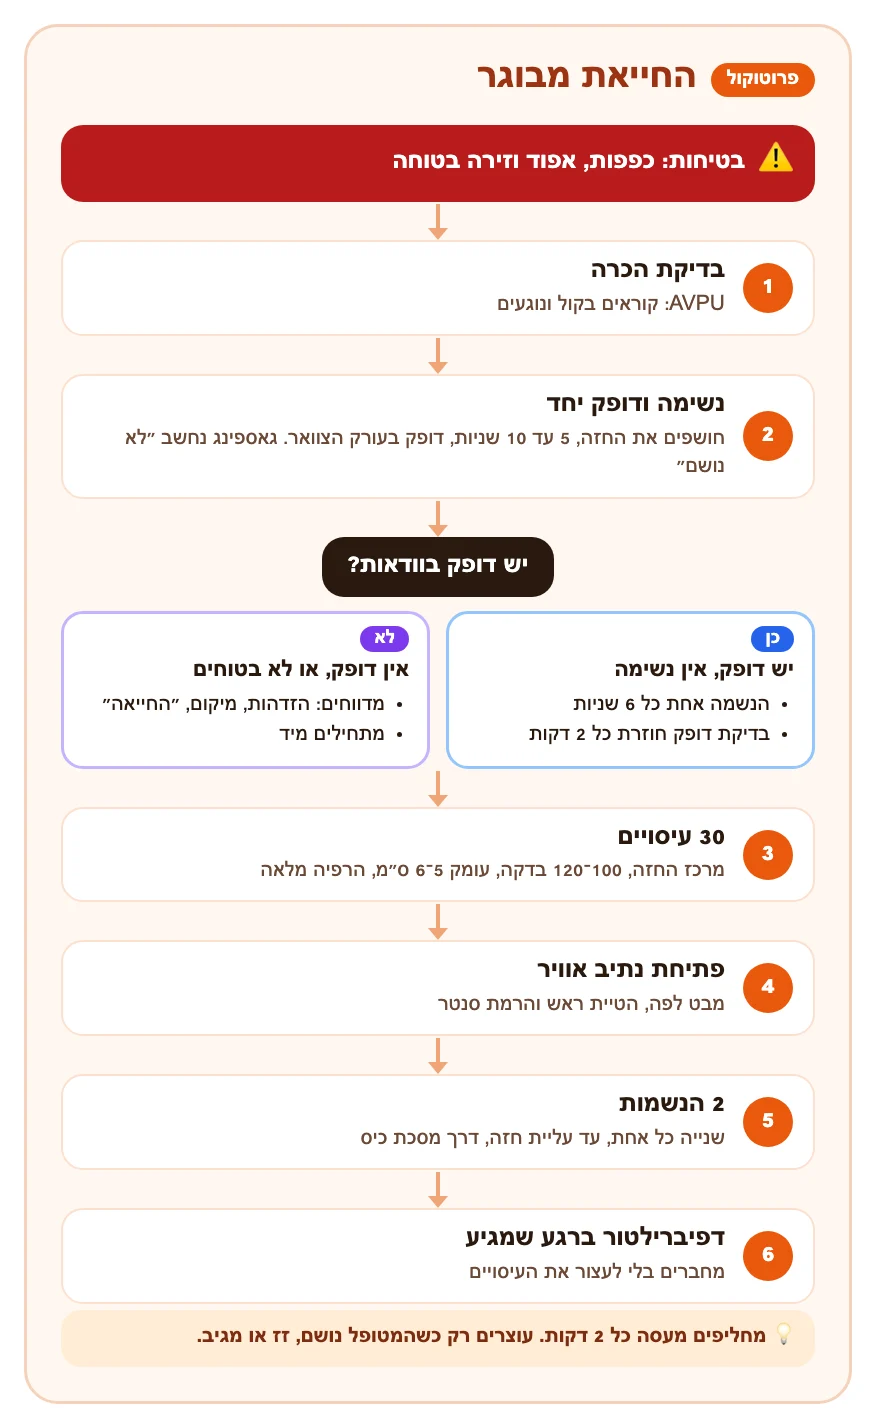 פרוטוקול החייאת מבוגר
⚠️ בטיחות: כפפות, אפוד וזירה בטוחה
1
בדיקת הכרה
AVPU: קוראים בקול ונוגעים
2
נשימה ודופק יחד
חושפים את החזה, 5 עד 10 שניות, דופק בעורק הצוואר. גאספינג נחשב ״לא
נושם״
יש דופק בוודאות?
כן
יש דופק, אין נשימה
• הנשמה אחת כל 6 שניות
• בדיקת דופק חוזרת כל 2 דקות
לא
אין דופק, או לא בטוחים
• מדווחים: הזדהות, מיקום, ״החייאה״
• מתחילים מיד
3
30 עיסויים
מרכז החזה, 100־120 בדקה, עומק 5־6 ס״מ, הרפיה מלאה
4
פתיחת נתיב אוויר
מבט לפה, הטיית ראש והרמת סנטר
5
2 הנשמות
שנייה כל אחת, עד עליית חזה, דרך מסכת כיס
6
דפיברילטור ברגע שמגיע
מחברים בלי לעצור את העיסויים
💡 מחליפים מעסה כל 2 דקות. עוצרים רק כשהמטופל נושם, זז או מגיב.